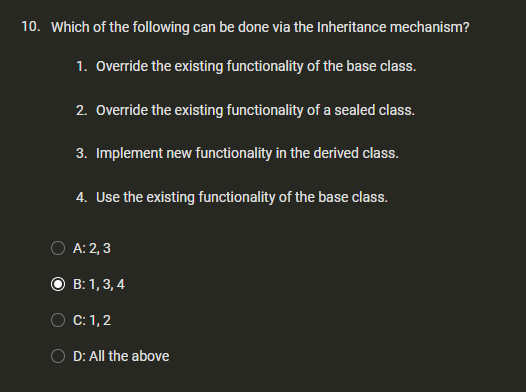 10. Which of the following can be done via the Inheritance mechanism?
1. Override the existing functionality of the base class.
2. Override the existing functionality of a sealed class.
3. Implement new functionality in the derived class.
4. Use the existing functionality of the base class.
A: 2, 3
B: 1, 3, 4
C: 1, 2
D: All the above